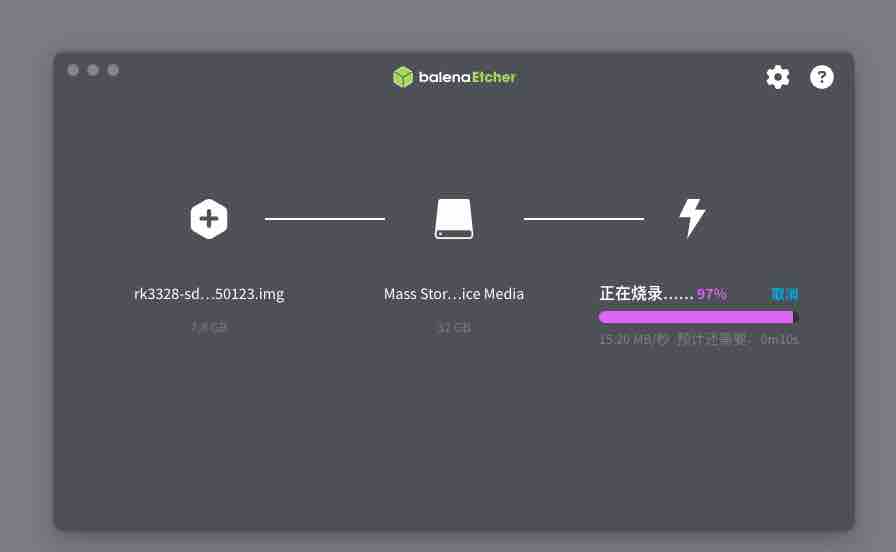 balenaEtcher
rk3328-sd...50123.img
Mass Stor...ice Media
正在烧录...... 97% 取消
7.8 GB
32 GB
15.20 MB/秒 预计还需要： 0m10s